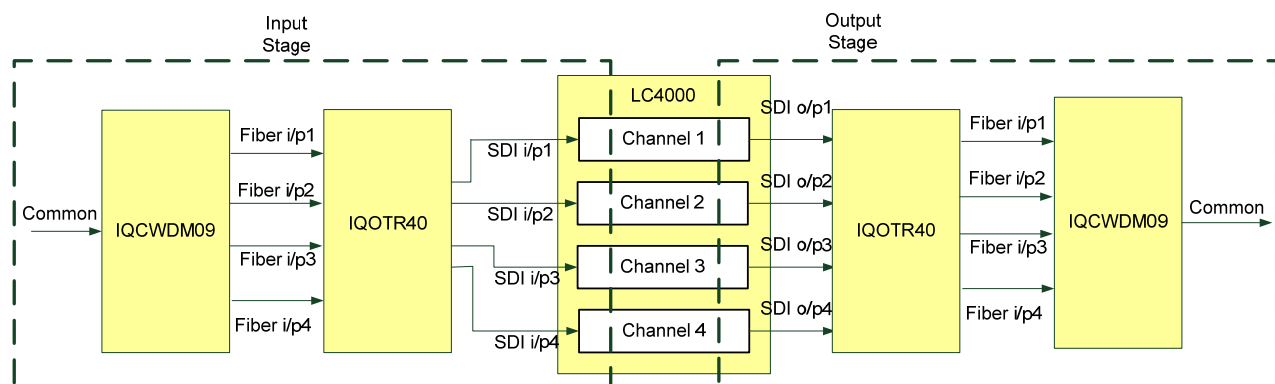 Input
Stage
Output
Stage
LC4000
Common
IQCWDM09
Fiber i/p1
Fiber i/p2
Fiber i/p3
Fiber i/p4
IQOTR40
SDI i/p1
SDI i/p2
SDI i/p3
SDI i/p4
Channel 1
Channel 2
Channel 3
Channel 4
SDI o/p1
SDI o/p2
SDI o/p3
SDI o/p4
IQOTR40
Fiber i/p1
Fiber i/p2
Fiber i/p3
Fiber i/p4
IQCWDM09
Common